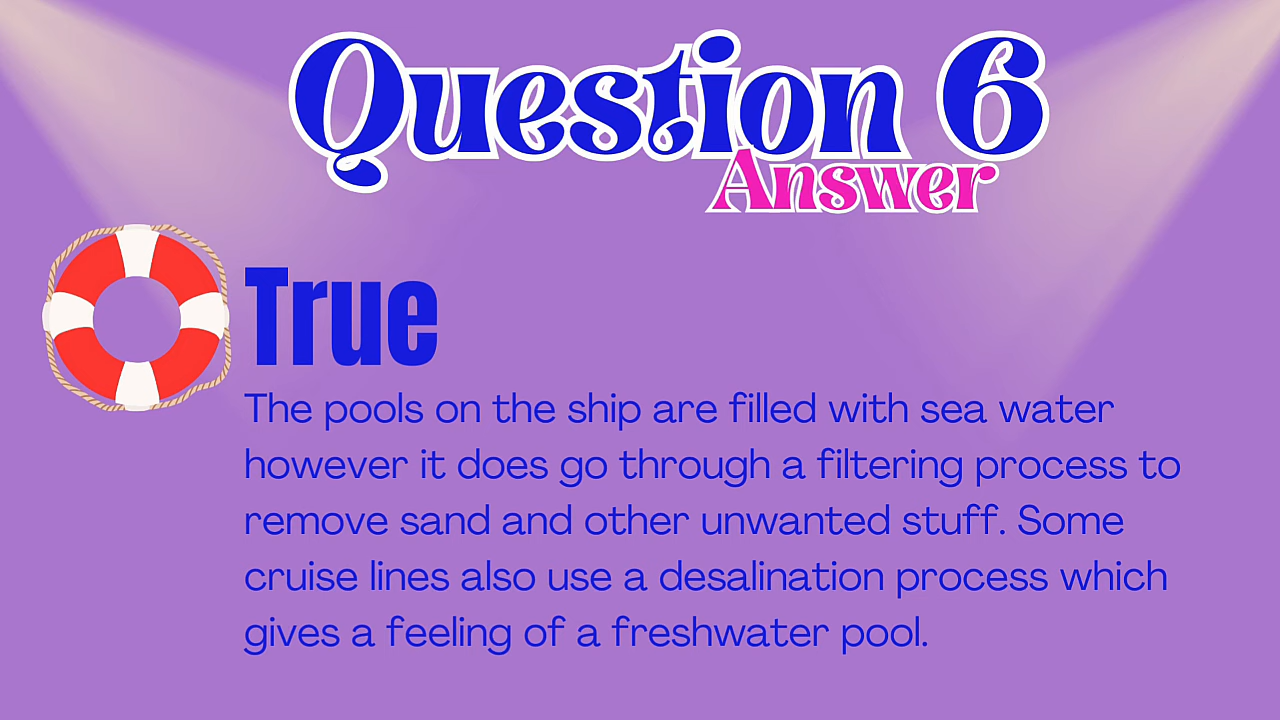 Question 6
Answer
True
The pools on the ship are filled with sea water
however it does go through a filtering process to
remove sand and other unwanted stuff. Some
cruise lines also use a desalination process which
gives a feeling of a freshwater pool.